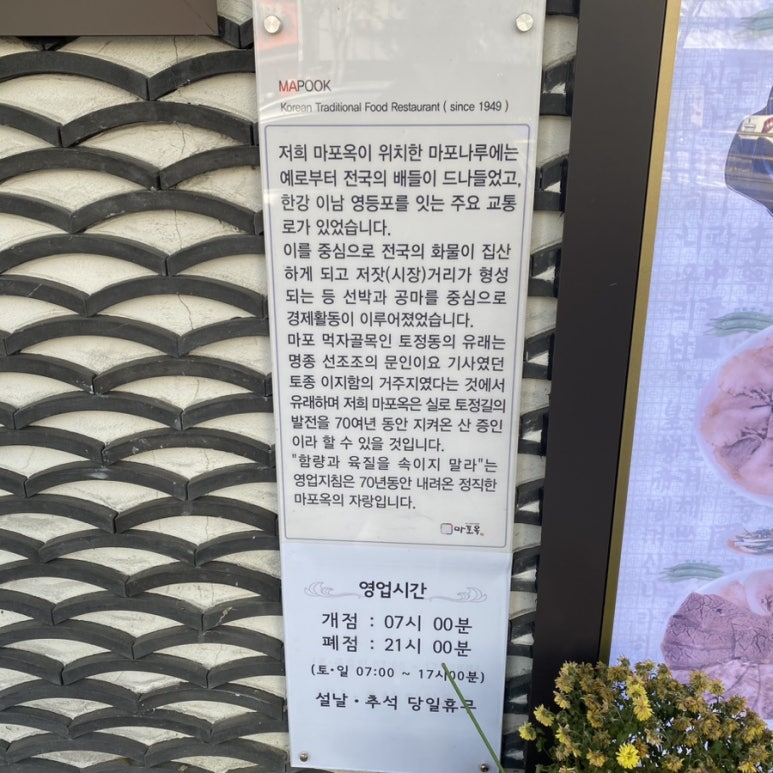 MAPOOK
Korean Traditional Food Restaurant ( since 1949 )
저희 마포옥이 위치한 마포나루에는
예로부터 전국의 배들이 드나들었고,
한강 이남 영등포를 잇는 주요 교통
로가 있었습니다.
이를 중심으로 전국의 화물이 집산
하게 되고 저잣(시장)거리가 형성
되는 등 선박과 공마를 중심으로
경제활동이 이루어졌었습니다.
마포 먹자골목인 토정동의 유래는
명종 선조조의 문인이요 기사였던
토종 이지함의 거주지였다는 것에서
유래하며 저희 마포옥은 실로 토정길의
발전을 70여년 동안 지켜온 산 증인
이라 할 수 있을 것입니다.
"함량과 육질을 속이지 말라"는
영업지침은 70년동안 내려온 정직한
마포옥의 자랑입니다.
마포옥
영업시간
개점 : 07시 00분
폐점 : 21시 00분
(토·일 07:00 ~ 17시00분)
설날·추석 당일휴무